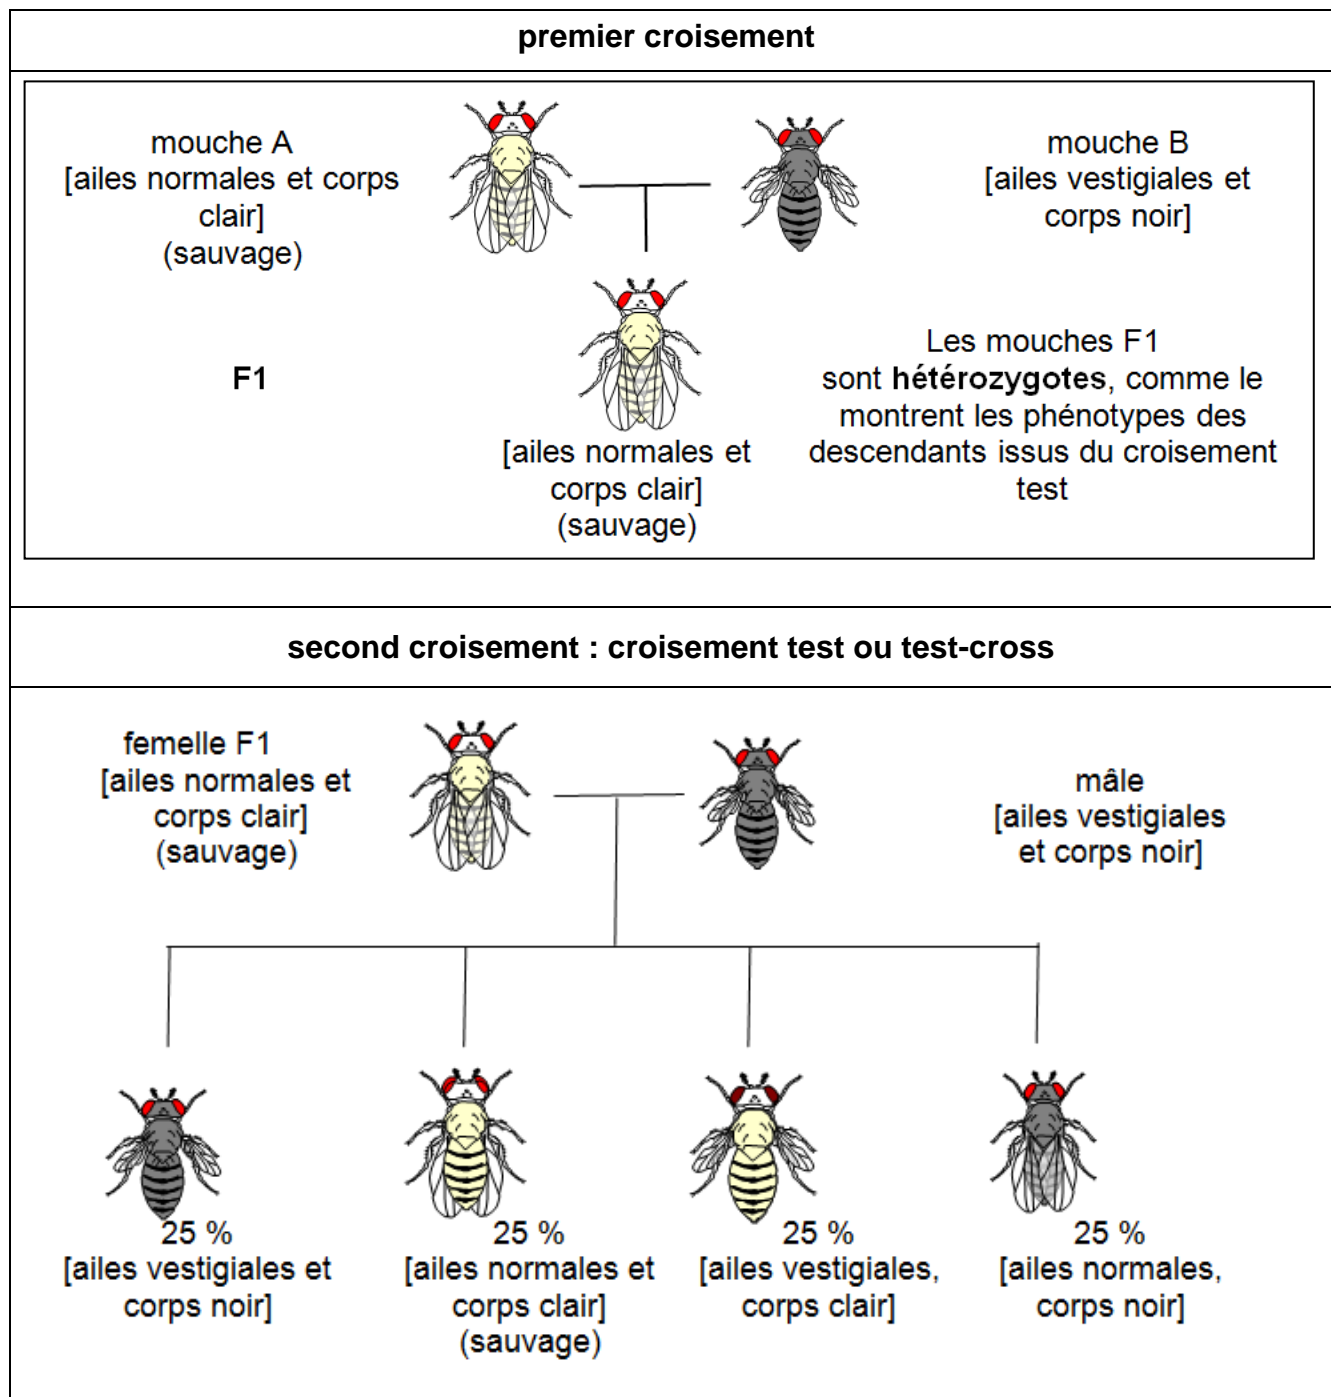 premier croisement
mouche A
[ailes normales et corps
clair]
(sauvage)
mouche B
[ailes vestigiales et
corps noir]
F1
[ailes normales et
corps clair]
(sauvage)
Les mouches F1
sont hétérozygotes, comme le
montrent les phénotypes des
descendants issus du croisement
test
second croisement : croisement test ou test-cross
femelle F1
[ailes normales et
corps clair]
(sauvage)
mâle
[ailes vestigiales
et corps noir]
25 %
[ailes vestigiales et
corps noir]
25 %
[ailes normales et
corps clair]
(sauvage)
25 %
[ailes vestigiales,
corps clair]
25 %
[ailes normales,
corps noir]